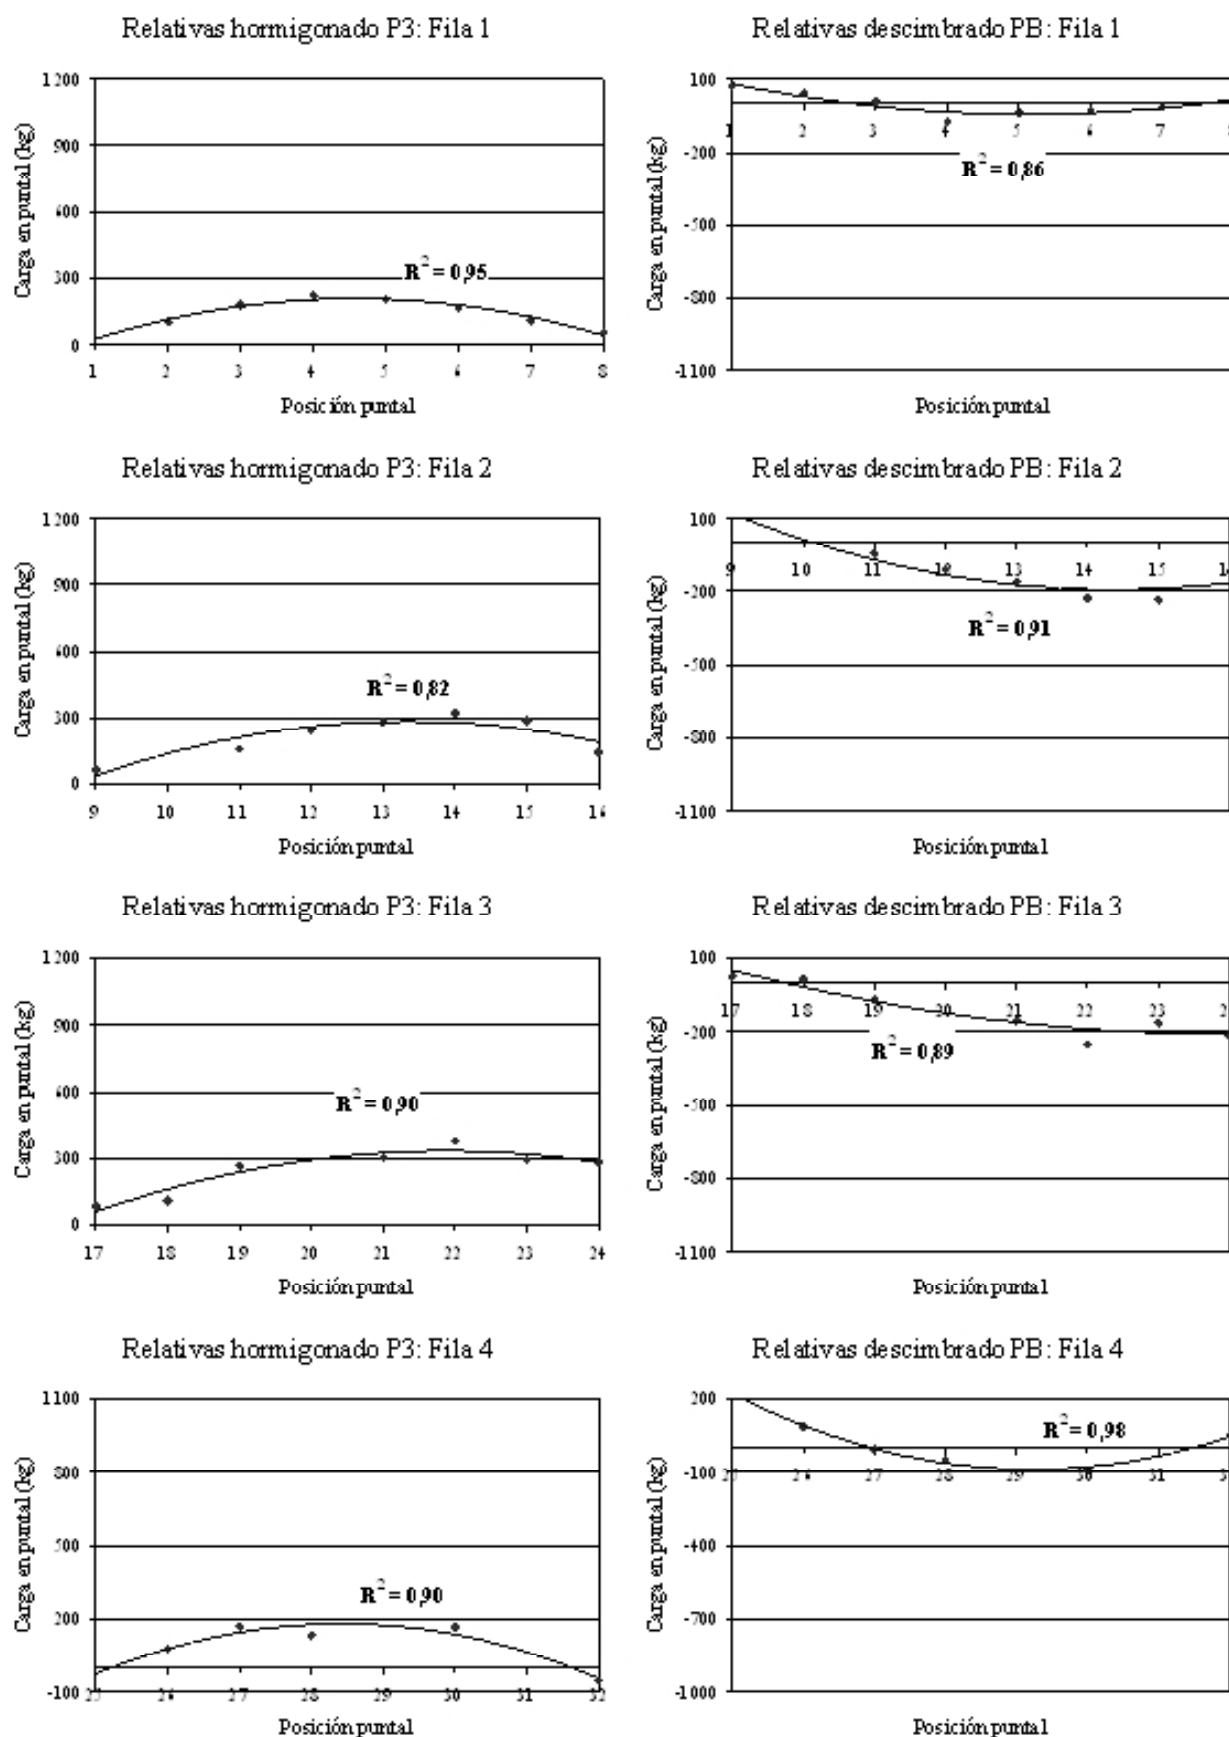 Relativas hormigonado P3: Fila 1
1200
900
600
300
0
Carga en puntal (kg)
R² = 0,95
1 2 3 4 5 6 7 8
Posición puntal
Relativas descimbrado PB: Fila 1
100
-200
-500
-800
-1100
Carga en puntal (kg)
1 2 3 4 5 6 7
R² = 0,86
Posición puntal
Relativas hormigonado P3: Fila 2
1200
900
600
300
0
Carga en puntal (kg)
R² = 0,82
9 10 11 12 13 14 15 16
Posición puntal
Relativas descimbrado PB: Fila 2
100
-200
-500
-800
-1100
Carga en puntal (kg)
9 10 11 12 13 14 15
R² = 0,91
Posición puntal
Relativas hormigonado P3: Fila 3
1200
900
600
300
0
Carga en puntal (kg)
R² = 0,90
17 18 19 20 21 22 23 24
Posición puntal
Relativas descimbrado PB: Fila 3
100
-200
-500
-800
-1100
Carga en puntal (kg)
17 18 19 20 21 22 23
R² = 0,89
Posición puntal
Relativas hormigonado P3: Fila 4
1100
800
500
200
-100
Carga en puntal (kg)
R² = 0,90
25 26 27 28 29 30 31 32
Posición puntal
Relativas descimbrado PB: Fila 4
200
-100
-400
-700
-1000
Carga en puntal (kg)
R² = 0,98
25 26 27 28 29 30 31
Posición puntal